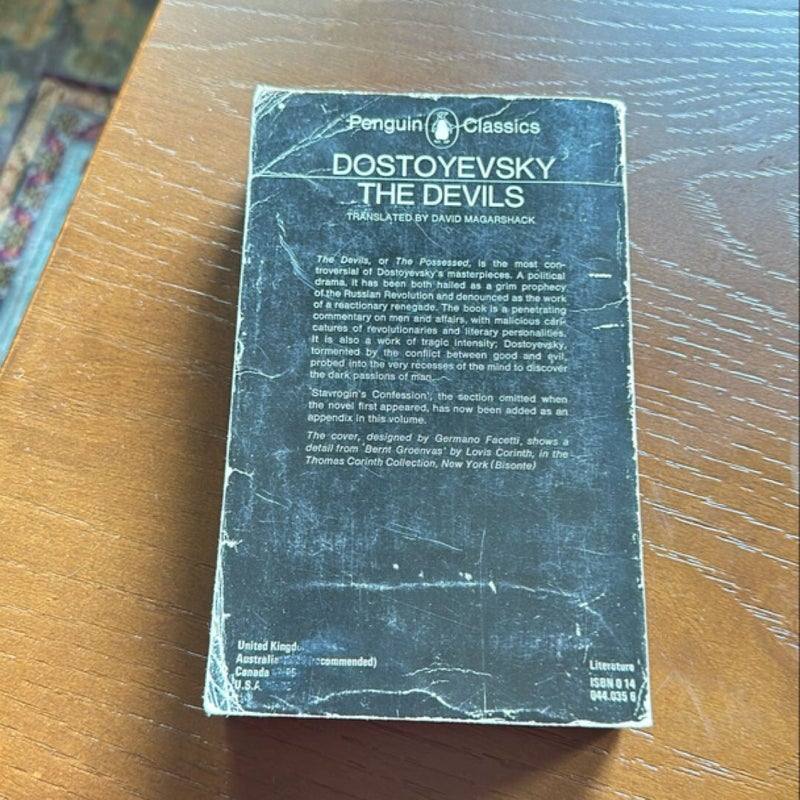 Penguin Classics
DOSTOYEVSKY
THE DEVILS
TRANSLATED BY DAVID MAGARSHACK
The Devils, or The Possessed, is the most con-
troversial of Dostoyevsky's masterpieces. A political
drama, it has been both hailed as a grim prophecy
of the Russian Revolution and denounced as the work
of a reactionary renegade. The book is a penetrating
commentary on men and affairs, with malicious cari-
catures of revolutionaries and literary personalities.
It is also a work of tragic intensity; Dostoyevsky,
tormented by the conflict between good and evil,
probed into the very recesses of the mind to discover
the dark passions of man.
'Stavrogin's Confession', the section omitted when
the novel first appeared, has now been added as an
appendix in this volume.
The cover, designed by Germano Facetti, shows a
detail from 'Bernt Groenvas' by Lovis Corinth, in the
Thomas Corinth Collection, New York (Bisonte)
United
Australia
Canada
U.S.A.
Literature
ISBN 0 14
044.035 6